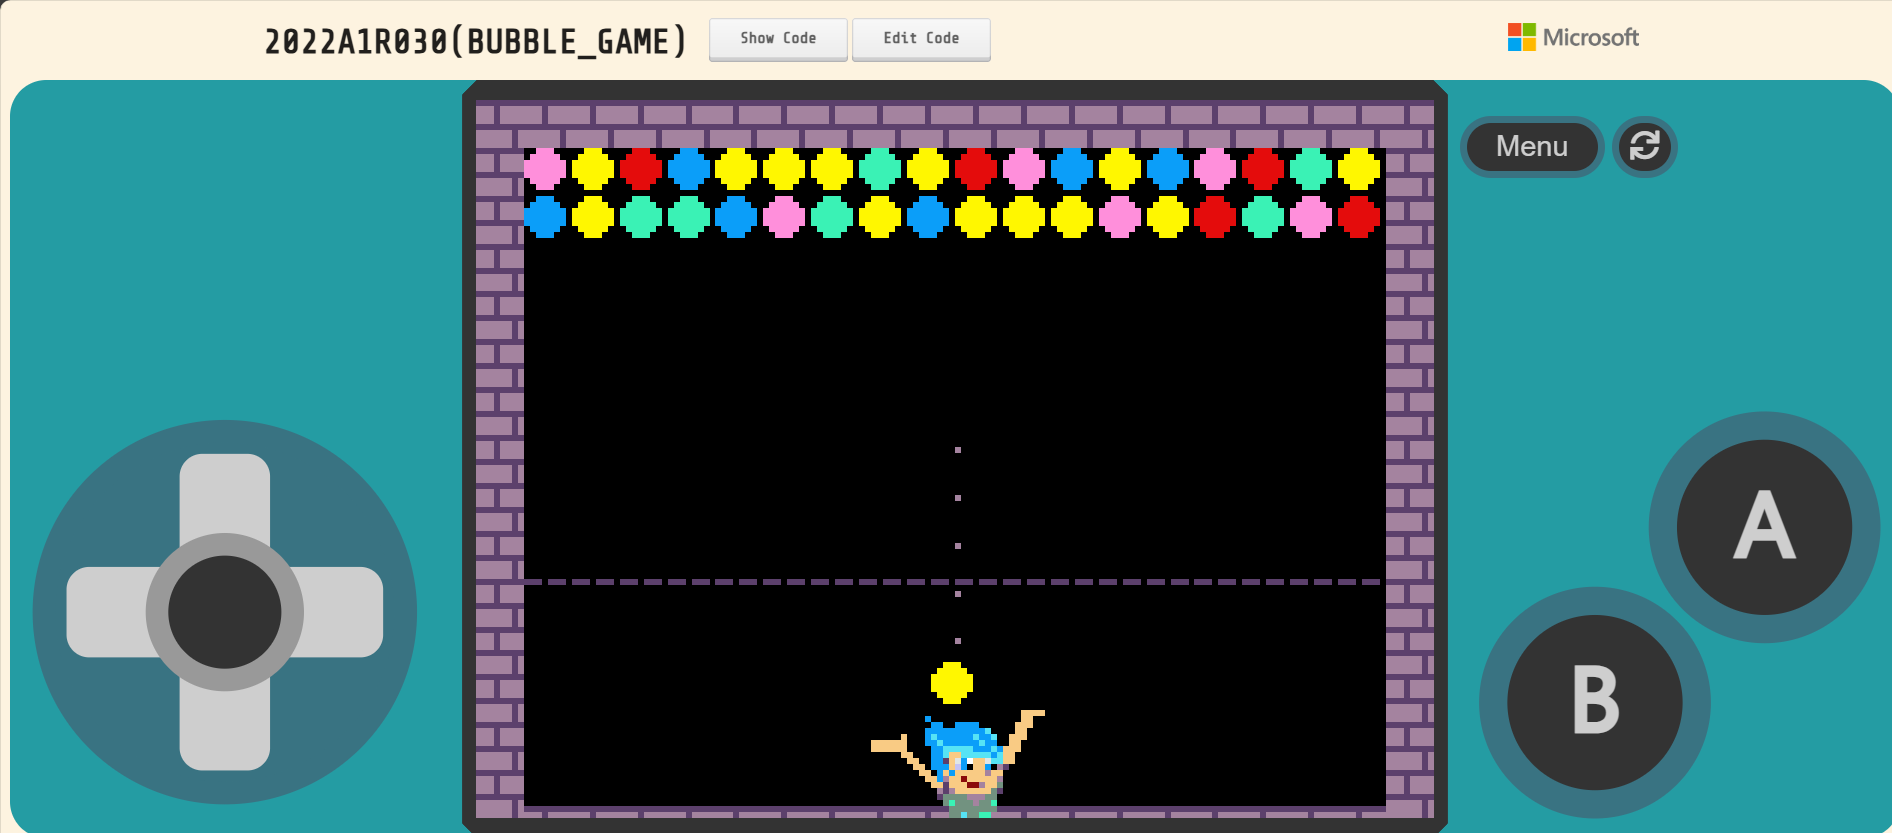 2022A1R030(BUBBLE_GAME)
Show Code
Edit Code
Microsoft
Menu
A
B